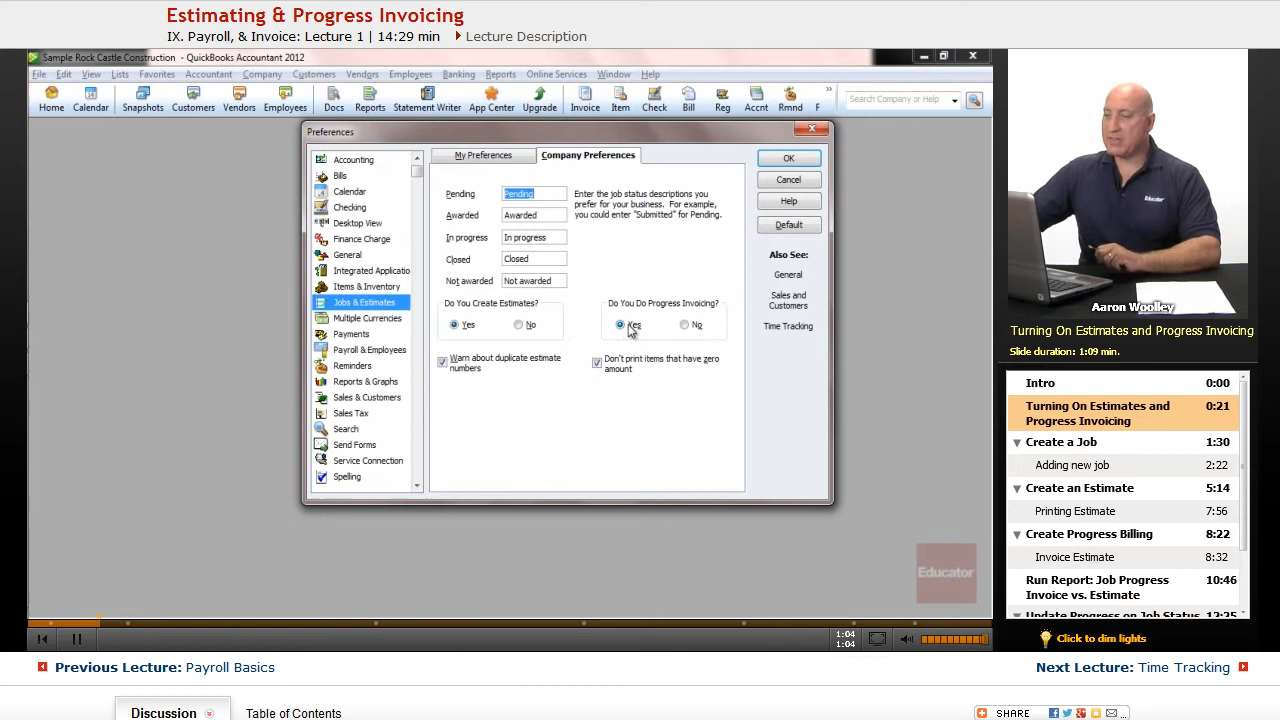 Estimating & Progress Invoicing
IX. Payroll, & Invoice: Lecture 1 | 14:29 min
Lecture Description
Sample Rock Castle Construction - QuickBooks Accountant 2012
File Edit View Lists Favorites Accountant Company Customers Vendors Employees Banking Reports Online Services Window Help
Home Calendar Snapshots Customers Vendors Employees Docs Reports Statement Writer App Center Upgrade Invoice Item Check Bill Reg Accnt Rmnd F
Search Company or Help
Preferences
Accounting
Bills
Calendar
Checking
Desktop View
Finance Charge
General
Integrated Applicatio
Items & Inventory
Jobs & Estimates
Multiple Currencies
Payments
Payroll & Employees
Reminders
Reports & Graphs
Sales & Customers
Sales Tax
Search
Send Forms
Service Connection
Spelling
My Preferences
Company Preferences
Pending Pending
Awarded Awarded
In progress In progress
Closed Closed
Not awarded Not awarded
Enter the job status descriptions you
prefer for your business. For example,
you could enter "Submitted" for Pending.
Do You Create Estimates?
Yes No
Warn about duplicate estimate
numbers
Do You Do Progress Invoicing?
Yes No
Don't print items that have zero
amount
OK
Cancel
Help
Default
Also See:
General
Sales and
Customers
Time Tracking
Educator
1:04
1:04
Educator
Aaron Woolley
Turning On Estimates and Progress Invoicing
Slide duration: 1:09 min.
Intro 0:00
Turning On Estimates and 0:21
Progress Invoicing
Create a Job 1:30
Adding new job 2:22
Create an Estimate 5:14
Printing Estimate 7:56
Create Progress Billing 8:22
Invoice Estimate 8:32
Run Report: Job Progress 10:46
Invoice vs. Estimate
Update Progress on Job Status 12:25
Click to dim lights
Previous Lecture: Payroll Basics
Next Lecture: Time Tracking
Discussion
Table of Contents
SHARE